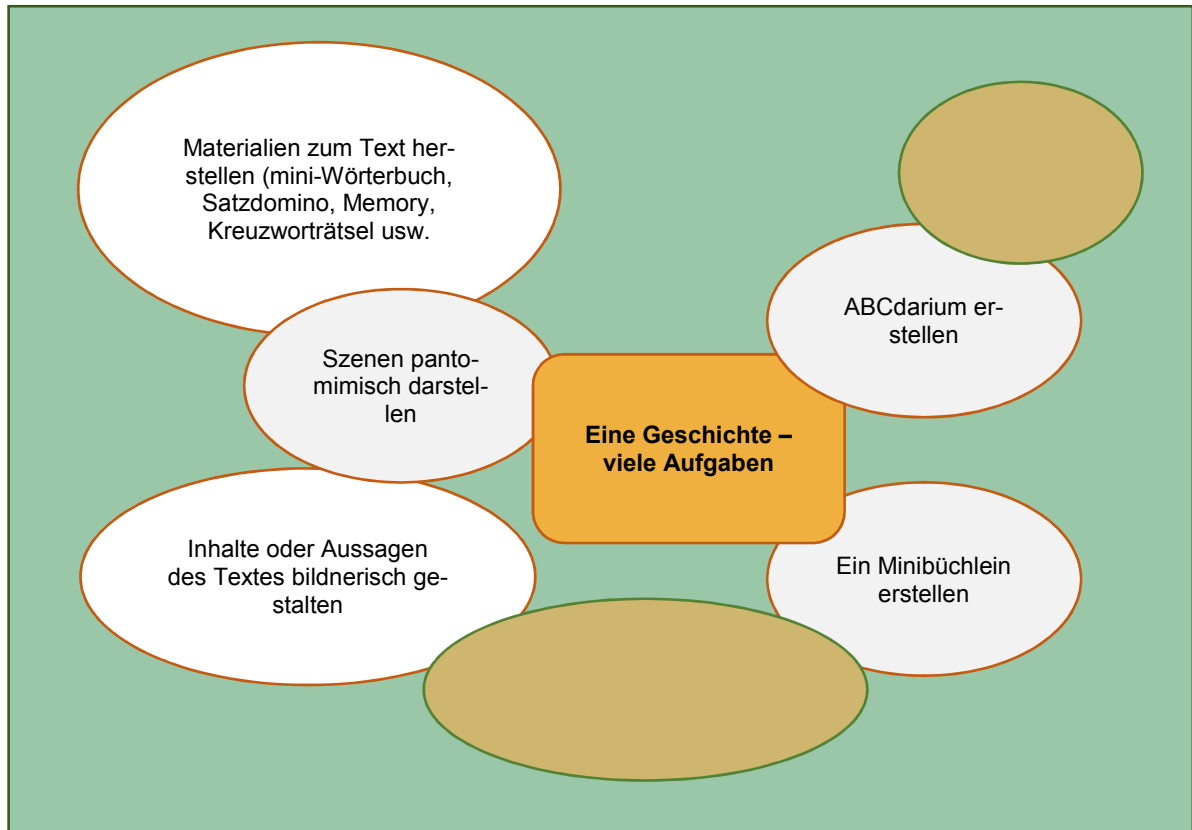 Materialien zum Text her-
stellen (mini-Wörterbuch,
Satzdomino, Memory,
Kreuzworträtsel usw.
ABCdarium er-
stellen
Szenen panto-
mimisch darstel-
len
Eine Geschichte –
viele Aufgaben
Inhalte oder Aussagen
des Textes bildnerisch ge-
stalten
Ein Minibüchlein
erstellen